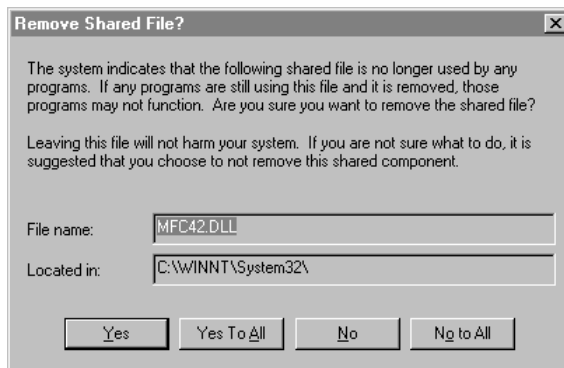 Remove Shared File?
The system indicates that the following shared file is no longer used by any
programs. If any programs are still using this file and it is removed, those
programs may not function. Are you sure you want to remove the shared file?
Leaving this file will not harm your system. If you are not sure what to do, it is
suggested that you choose to not remove this shared component.
File name: MFC42.DLL
Located in: C:\WINNT\System32\
Yes Yes To All No No to All